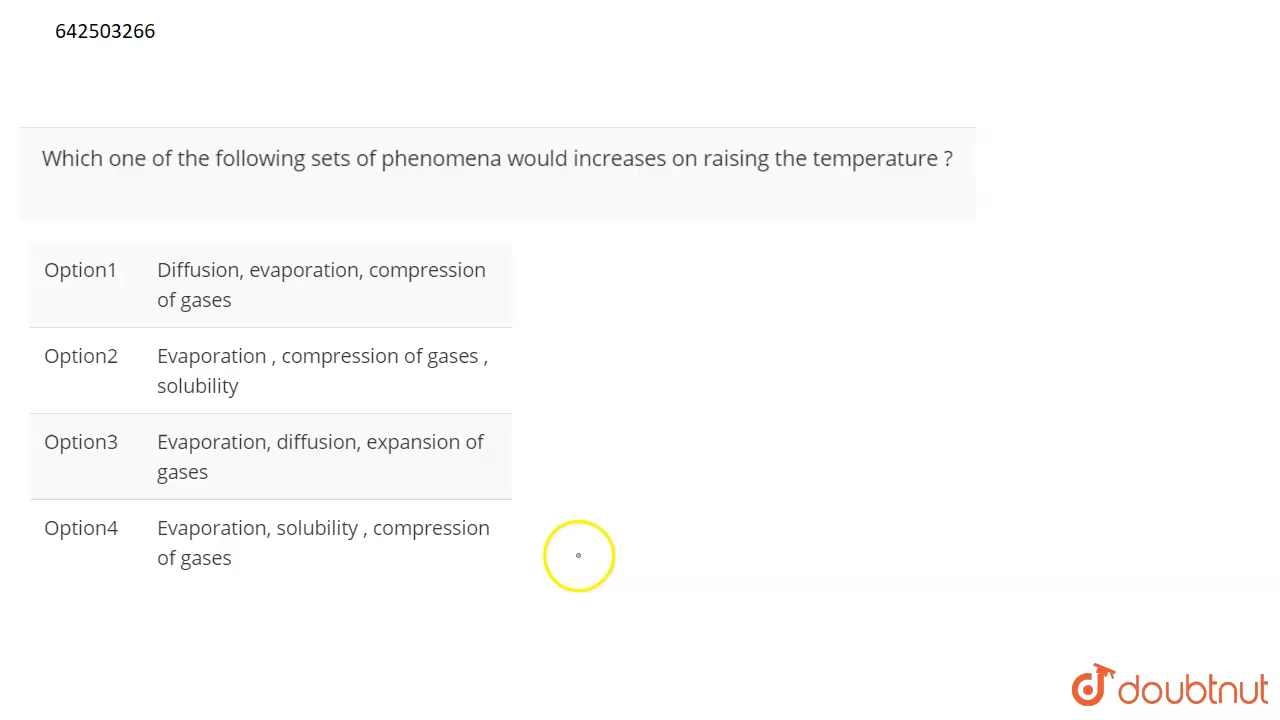 642503266
Which one of the following sets of phenomena would increases on raising the temperature ?
Option1 Diffusion, evaporation, compression
of gases
Option2 Evaporation , compression of gases ,
solubility
Option3 Evaporation, diffusion, expansion of
gases
Option4 Evaporation, solubility , compression
of gases
doubtnut